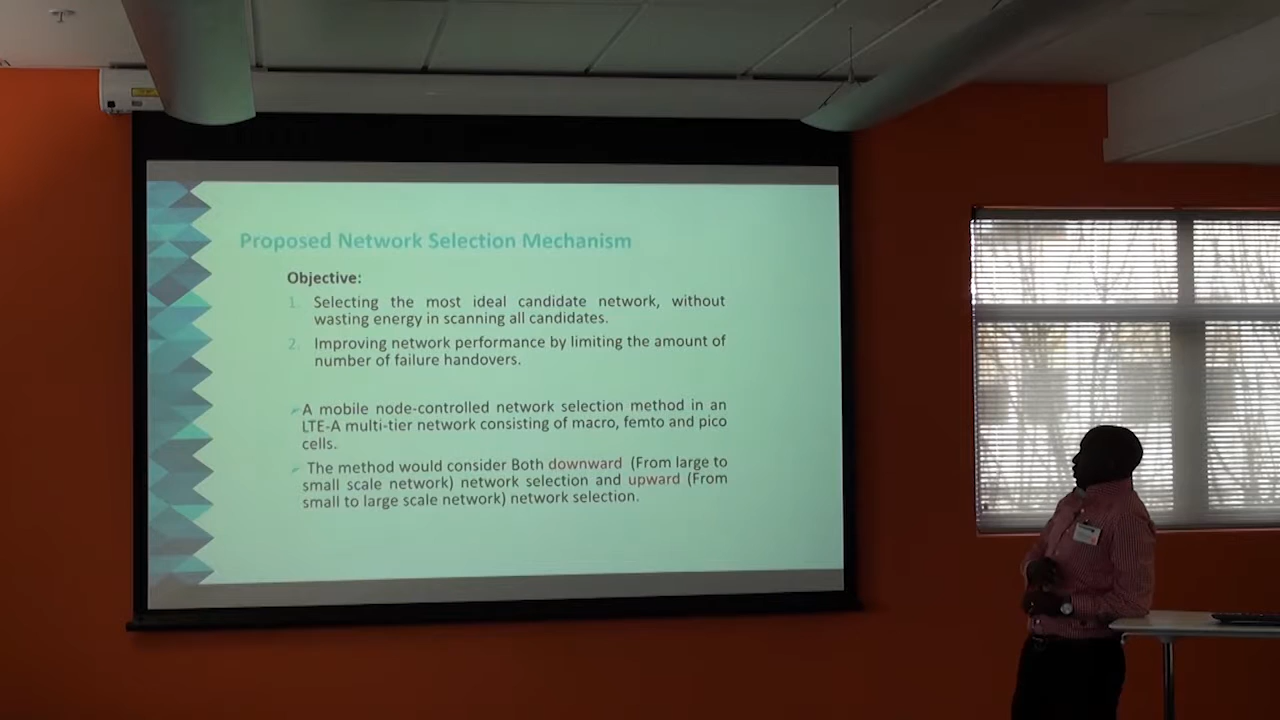 Proposed Network Selection Mechanism
Objective:
1. Selecting the most ideal candidate network, without
wasting energy in scanning all candidates.
2. Improving network performance by limiting the amount of
number of failure handovers.
A mobile node-controlled network selection method in an
LTE-A multi-tier network consisting of macro, femto and pico
cells.
The method would consider Both downward (From large to
small scale network) network selection and upward (From
small to large scale network) network selection.